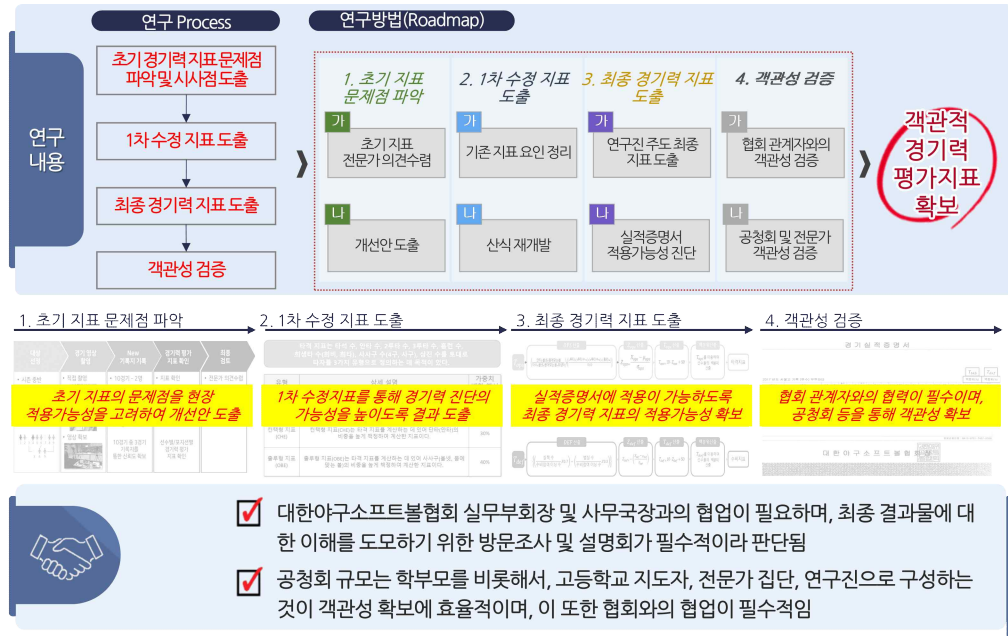 연구 Process
연구방법(Roadmap)
연구
내용
초기 경기력 지표 문제점
파악 및 시사점 도출
1차 수정 지표 도출
최종 경기력 지표 도출
객관성 검증
1. 초기 지표
문제점 파악
가
초기 지표
전문가 의견수렴
나
개선안 도출
2. 1차 수정 지표
도출
가
기존 지표 요인 정리
나
산식 재개발
3. 최종 경기력 지표
도출
가
연구진 주도 최종
지표 도출
나
실적증명서
적용가능성 진단
4. 객관성 검증
가
협회 관계자와의
객관성 검증
나
공청회 및 전문가
객관성 검증
객관적
경기력
평가지표
확보
1. 초기 지표 문제점 파악
초기 지표의 문제점을 현장
적용가능성을 고려하여 개선안 도출
2. 1차 수정 지표 도출
1차 수정지표를 통해 경기력 진단의
가능성을 높이도록 결과 도출
3. 최종 경기력 지표 도출
실적증명서에 적용이 가능하도록
최종 경기력 지표의 적용가능성 확보
4. 객관성 검증
경기실적증명서
협회 관계자와의 협력이 필수이며,
공청회 등을 통해 객관성 확보
대한야구소프트볼협회장
대한야구소프트볼협회 실무부회장 및 사무국장과의 협업이 필요하며, 최종 결과물에 대
한 이해를 도모하기 위한 방문조사 및 설명회가 필수적이라 판단됨
공청회 규모는 학부모를 비롯해서, 고등학교 지도자, 전문가 집단, 연구진으로 구성하는
것이 객관성 확보에 효율적이며, 이 또한 협회와의 협업이 필수적임